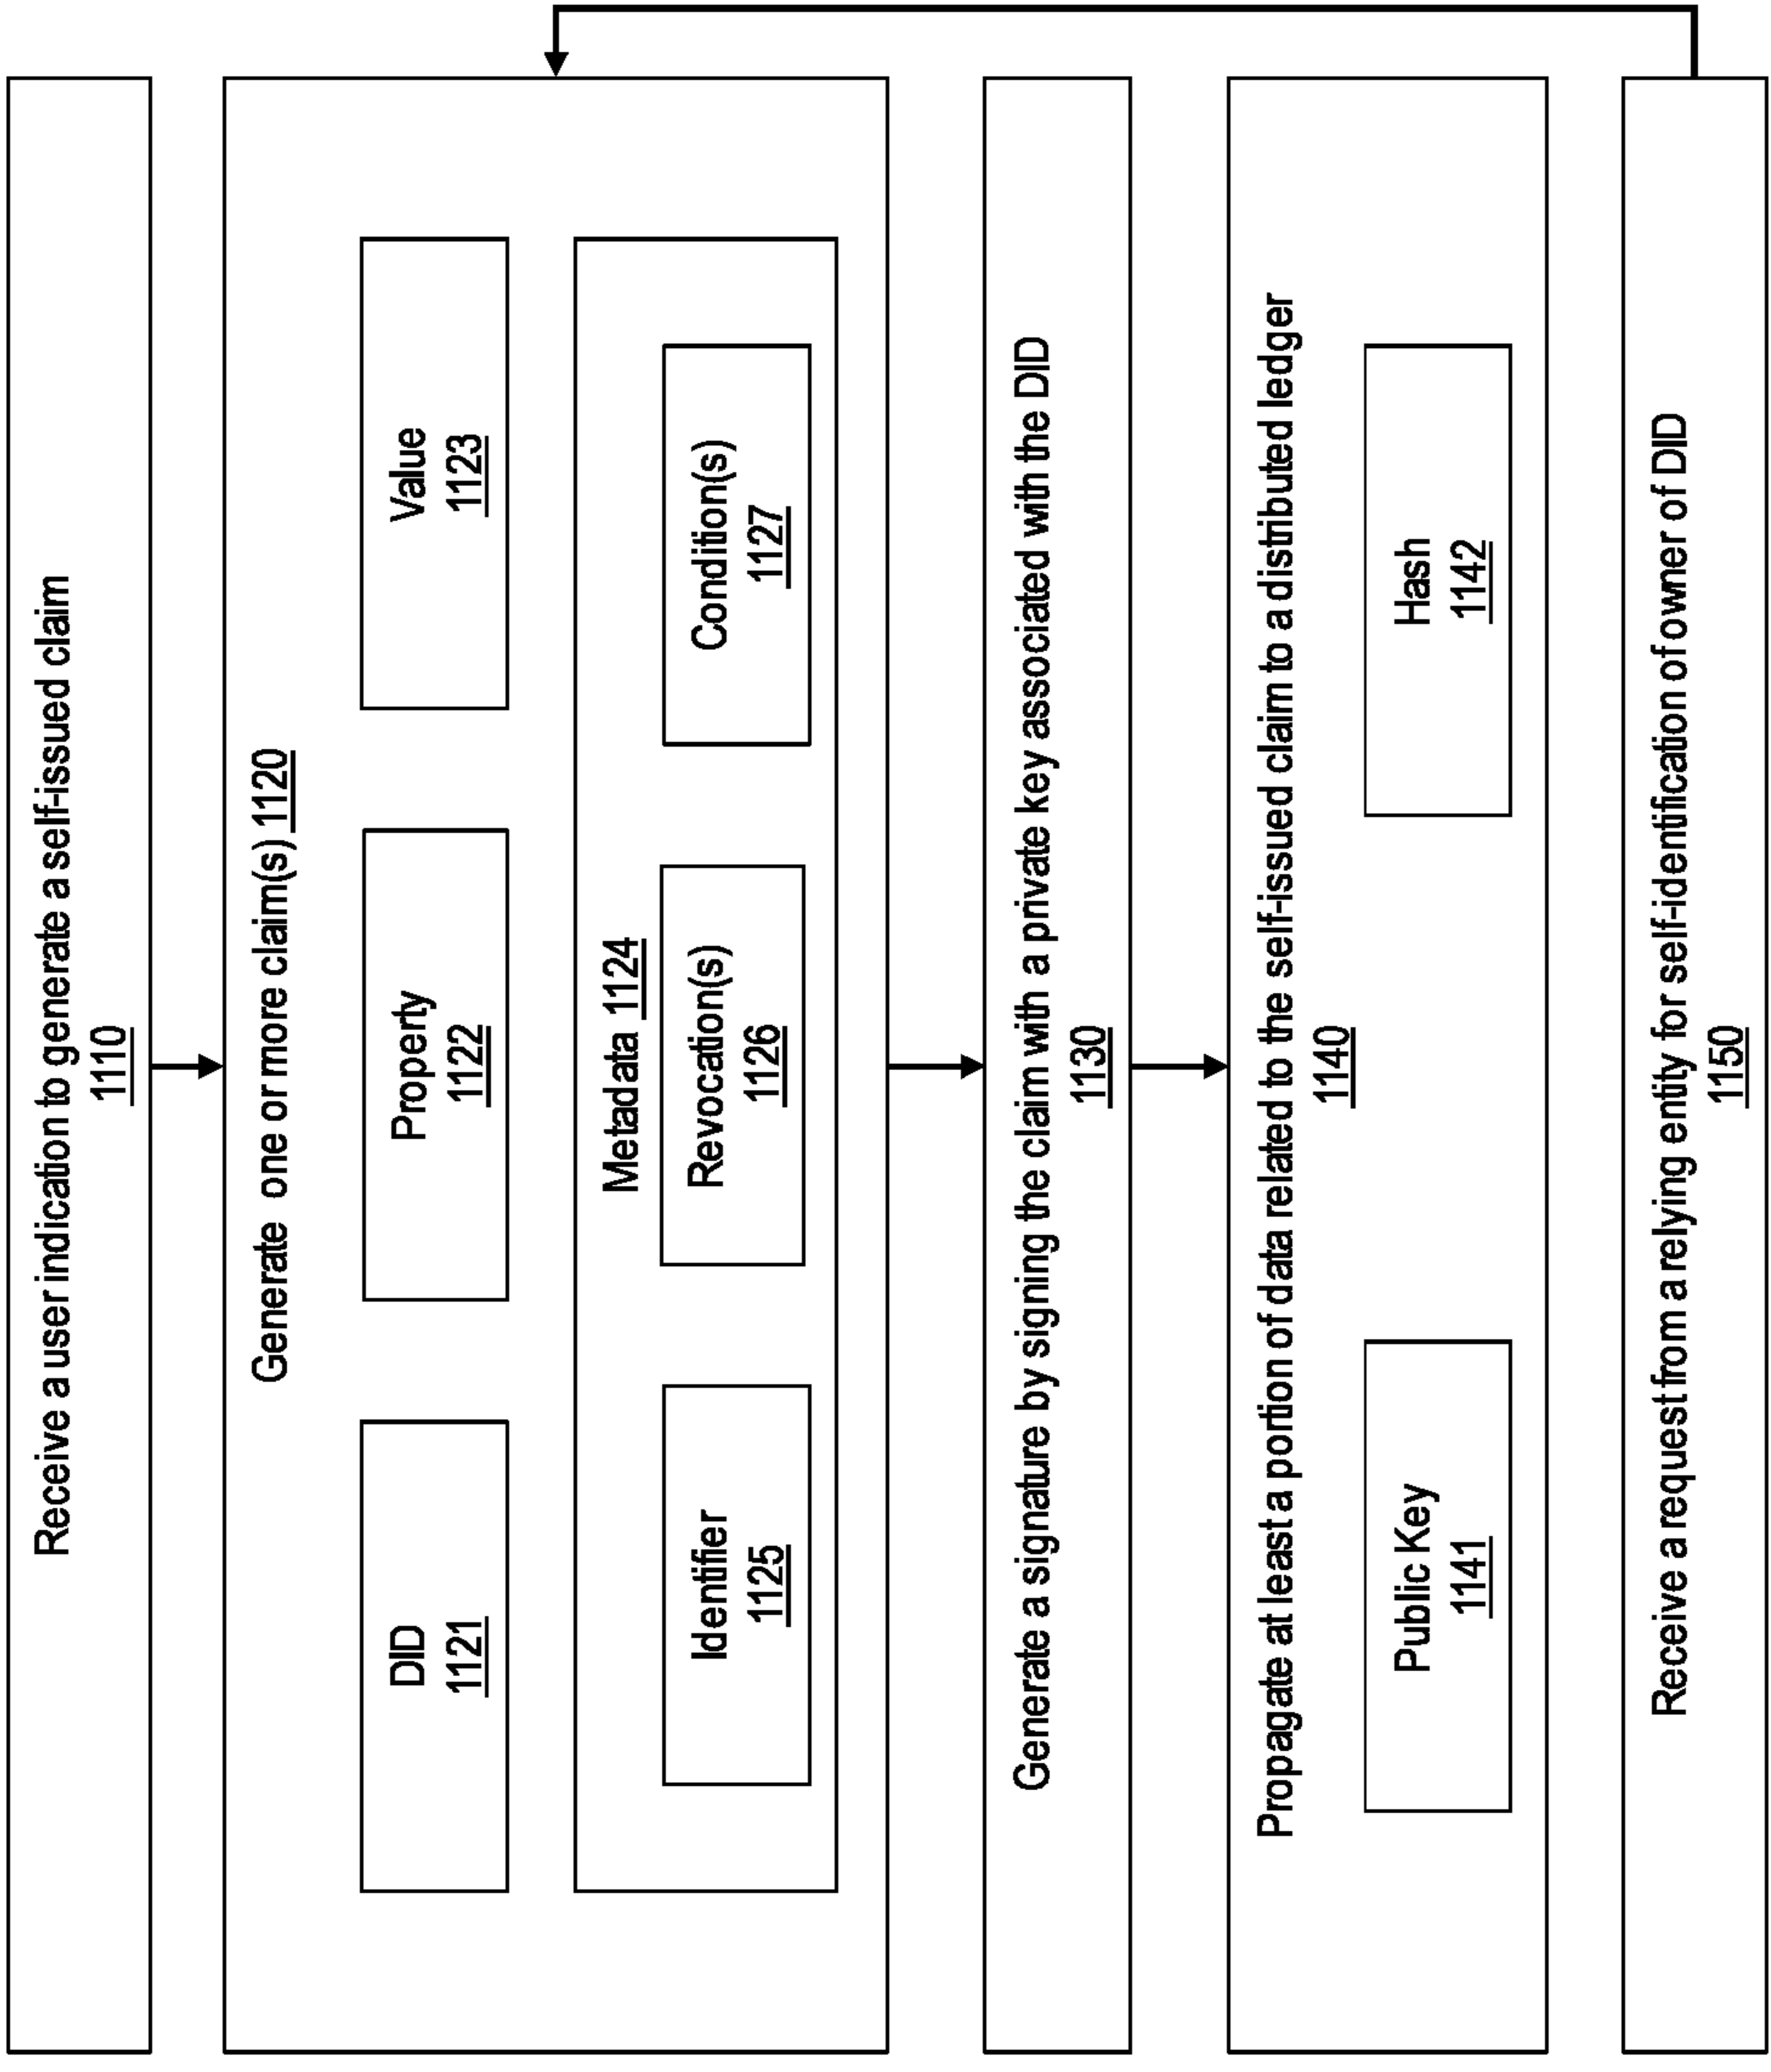 Receive a user indication to generate a self-issued claim
1110
Generate one or more claim(s) 1120
DID
1121
Property
1122
Value
1123
Metadata 1124
Identifier
1125
Revocation(s)
1126
Condition(s)
1127
Generate a signature by signing the claim with a private key associated with the DID
1130
Propagate at least a portion of data related to the self-issued claim to a distributed ledger
1140
Public Key
1141
Hash
1142
Receive a request from a relying entity for self-identification of owner of DID
1150